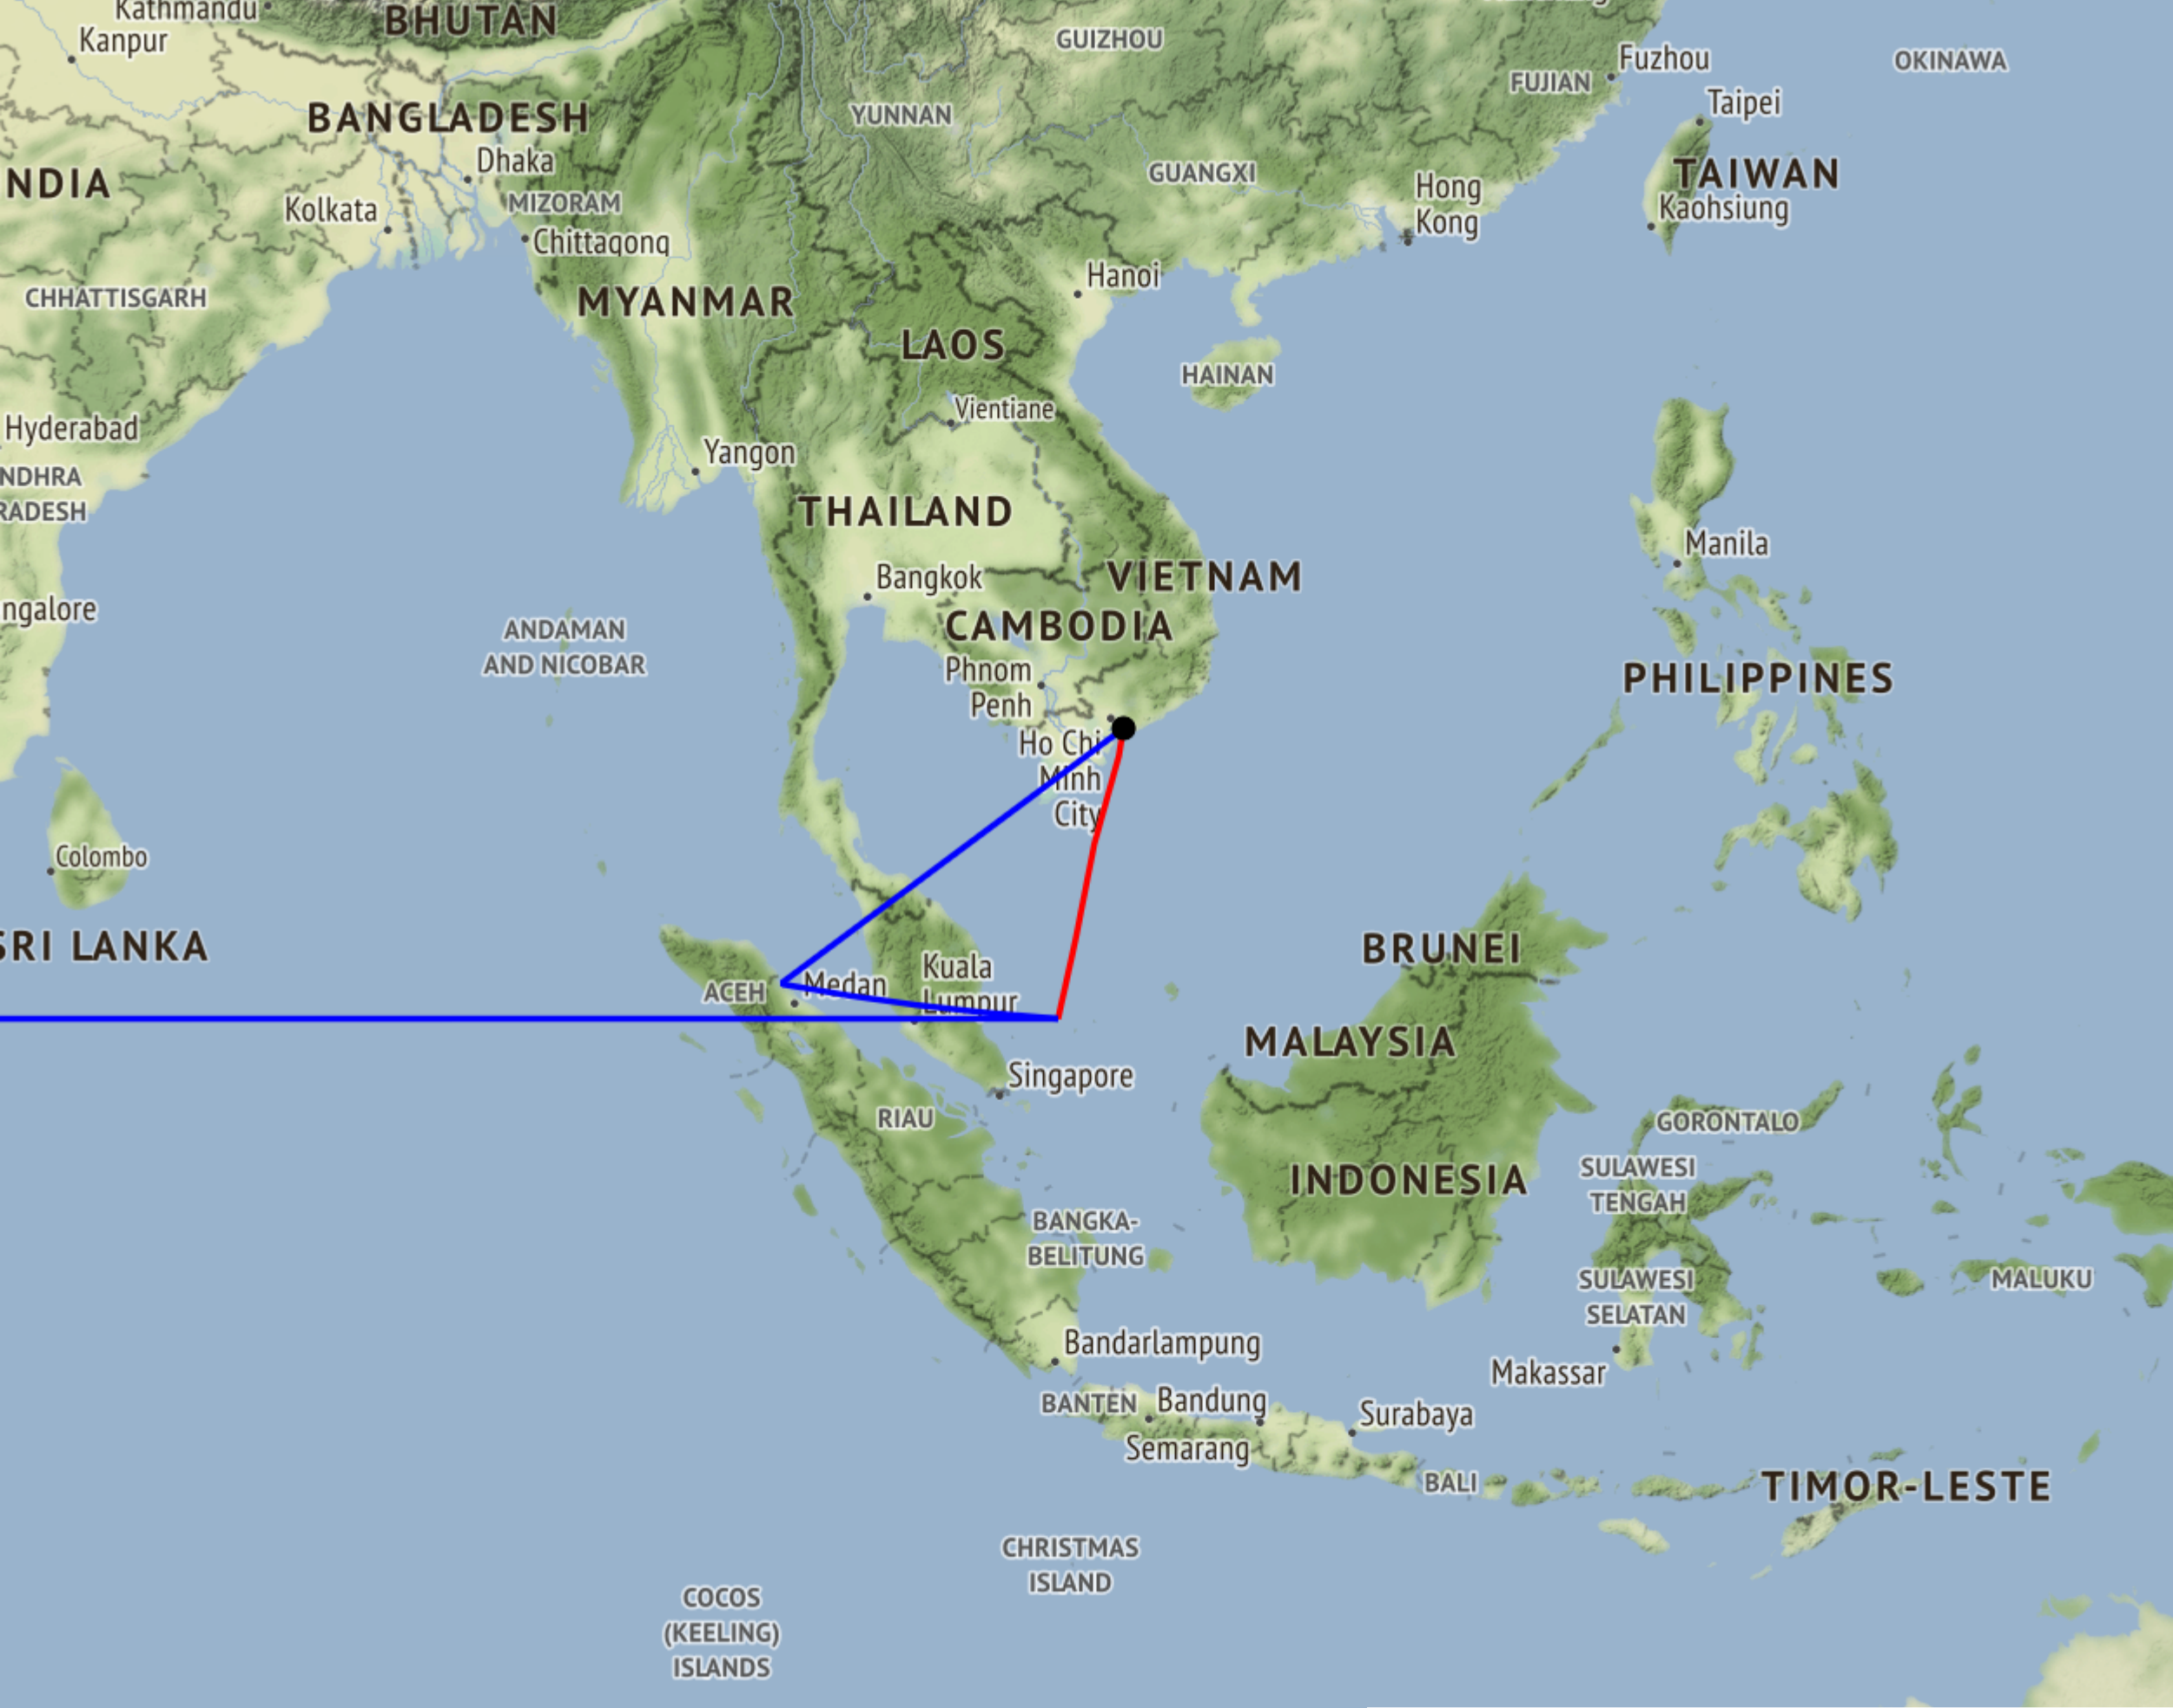 Kathmandu
BHUTAN
Kanpur
GUIZHOU
Fuzhou
OKINAWA
FUJIAN
Taipei
BANGLADESH
YUNNAN
Dhaka
GUANGXI
TAIWAN
NDIA
Hong
Kong
MIZORAM
Kolkata
Kaohsiung
Chittagong
Hanoi
CHHATTISGARH
MYANMAR
LAOS
HAINAN
Vientiane
Hyderabad
Yangon
NDHRA
RADESH
THAILAND
Manila
Bangkok
VIETNAM
ngalore
CAMBODIA
ANDAMAN
AND NICOBAR
Phnom
Penh
PHILIPPINES
Ho Chi
Minh
City
Colombo
SRI LANKA
BRUNEI
Kuala
Lumpur
ACEH
Medan
MALAYSIA
Singapore
RIAU
GORONTALO
SULAWESI
TENGAH
INDONESIA
BANGKA-
BELITUNG
SULAWESI
SELATAN
MALUKU
Bandarlampung
Makassar
BANTEN
Bandung
Surabaya
Semarang
BALI
TIMOR-LESTE
CHRISTMAS
ISLAND
COCOS
(KEELING)
ISLANDS